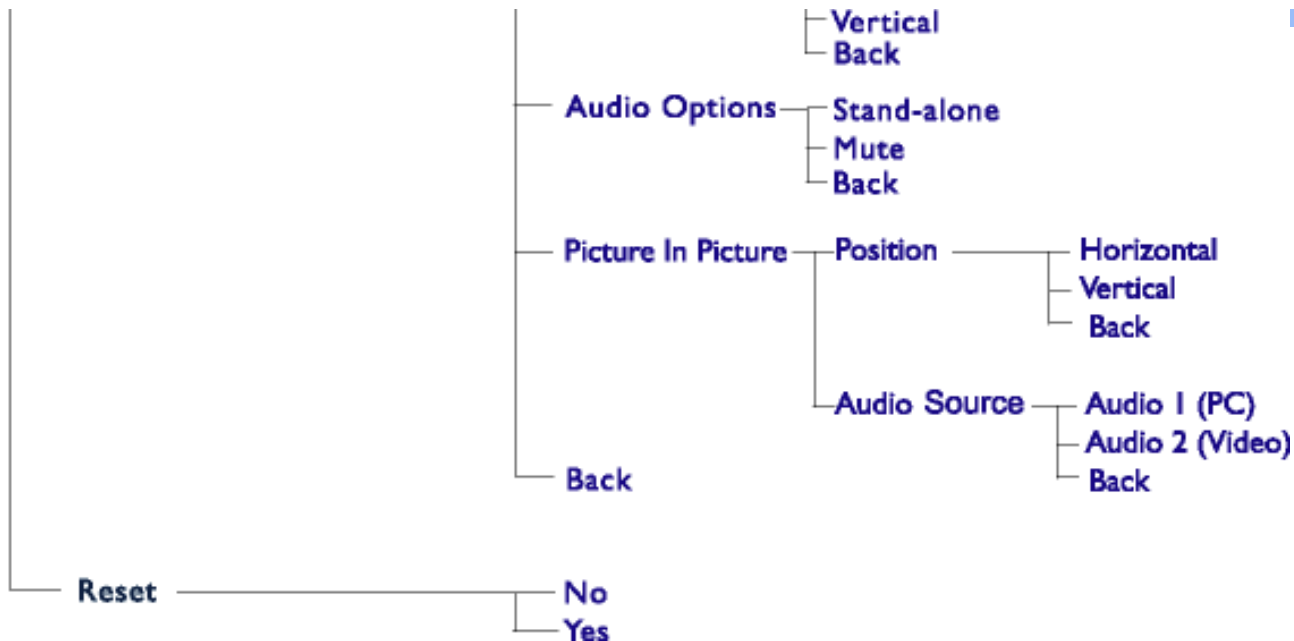 Vertical
Back
Audio Options
Stand-alone
Mute
Back
Picture In Picture
Position
Horizontal
Vertical
Back
Audio Source
Audio 1 (PC)
Audio 2 (Video)
Back
Back
Reset
No
Yes